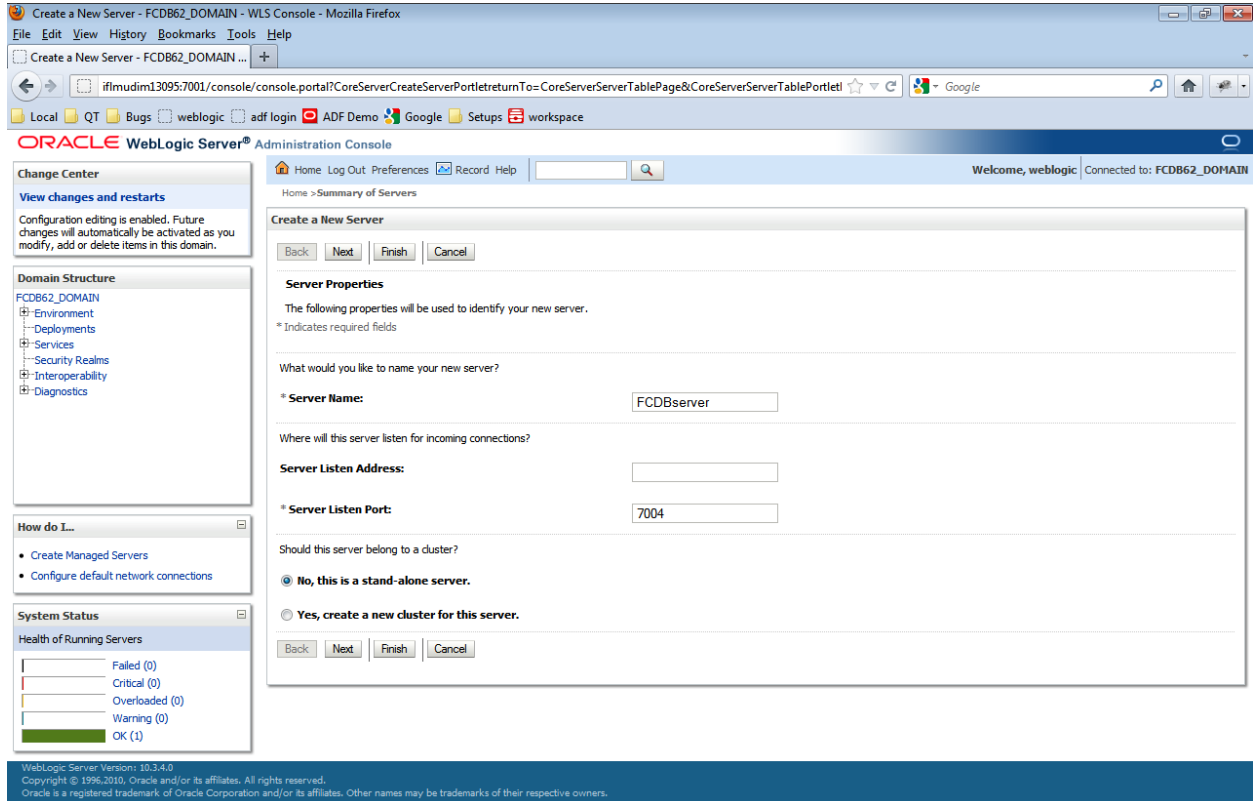 Create a New Server - FCDB62_DOMAIN - WLS Console - Mozilla Firefox
File Edit View History Bookmarks Tools Help
Create a New Server - FCDB62_DOMAIN ... +
iflmudim13095:7001/console/console.portal?CoreServerCreateServerPortletreturnTo=CoreServerServerTablePage&CoreServerServerTablePortletl
Google
Local QT Bugs weblogic adf login ADF Demo Google Setups workspace
ORACLE WebLogic Server® Administration Console
Change Center
View changes and restarts
Configuration editing is enabled. Future
changes will automatically be activated as you
modify, add or delete items in this domain.
Domain Structure
FCDB62_DOMAIN
Environment
Deployments
Services
Security Realms
Interoperability
Diagnostics
How do I...
Create Managed Servers
Configure default network connections
System Status
Health of Running Servers
Failed (0)
Critical (0)
Overloaded (0)
Warning (0)
OK (1)
Home Log Out Preferences Record Help
Welcome, weblogic Connected to: FCDB62_DOMAIN
Home >Summary of Servers
Create a New Server
Back Next Finish Cancel
Server Properties
The following properties will be used to identify your new server.
* Indicates required fields
What would you like to name your new server?
* Server Name: FCDBserver
Where will this server listen for incoming connections?
Server Listen Address:
* Server Listen Port: 7004
Should this server belong to a cluster?
No, this is a stand-alone server.
Yes, create a new cluster for this server.
Back Next Finish Cancel
WebLogic Server Version: 10.3.4.0
Copyright © 1996,2010, Oracle and/or its affiliates. All rights reserved.
Oracle is a registered trademark of Oracle Corporation and/or its affiliates. Other names may be trademarks of their respective owners.